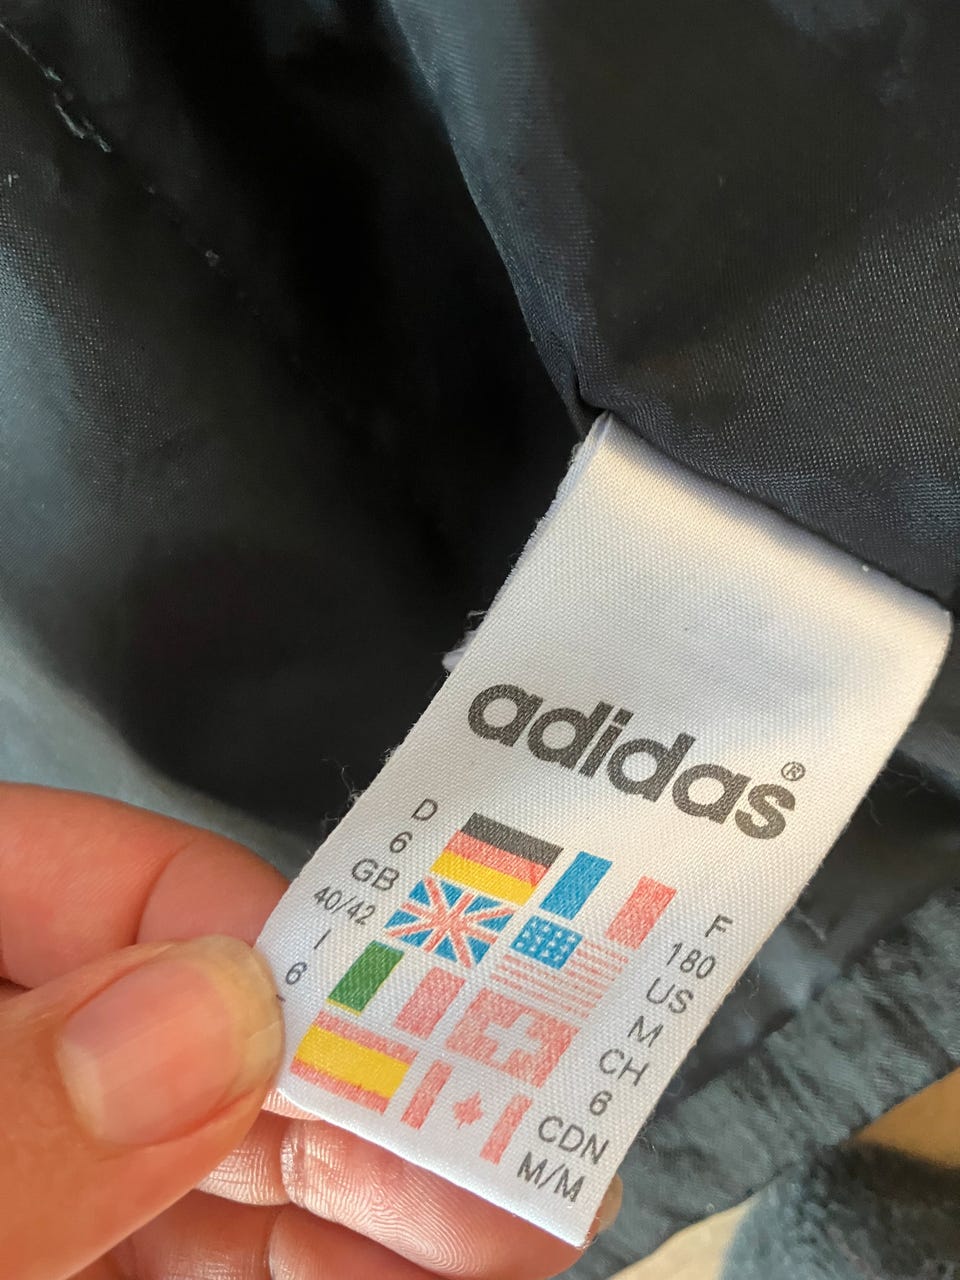 adidas®
D
6
GB
40/42
I
6
F
180
US
M
CH
6
CDN
M/M